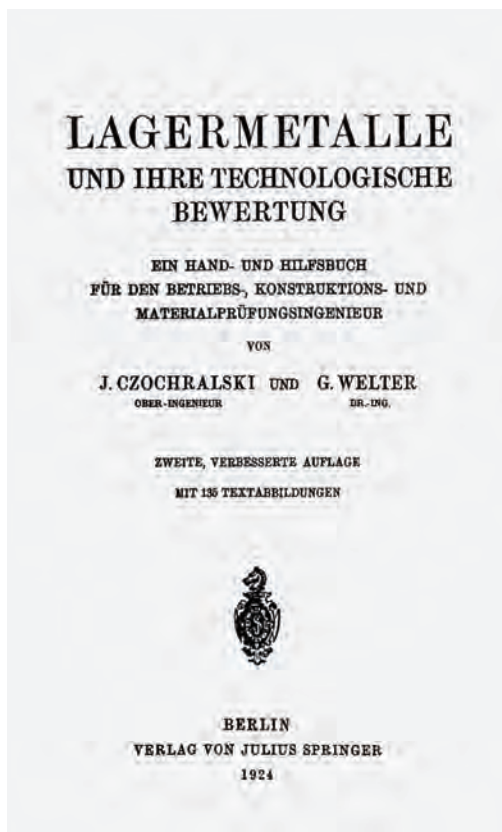 LAGERMETALLE
UND IHRE TECHNOLOGISCHE
BEWERTUNG
EIN HAND- UND HILFSBUCH
FÜR DEN BETRIEBS-, KONSTRUKTIONS- UND
MATERIALPRÜFUNGSINGENIEUR
VON
J. CZOCHRALSKI UND G. WELTER
OBER-INGENIEUR DR.-ING.
ZWEITE, VERBESSERTE AUFLAGE
MIT 135 TEXTABBILDUNGEN
BERLIN
VERLAG VON JULIUS SPRINGER
1924